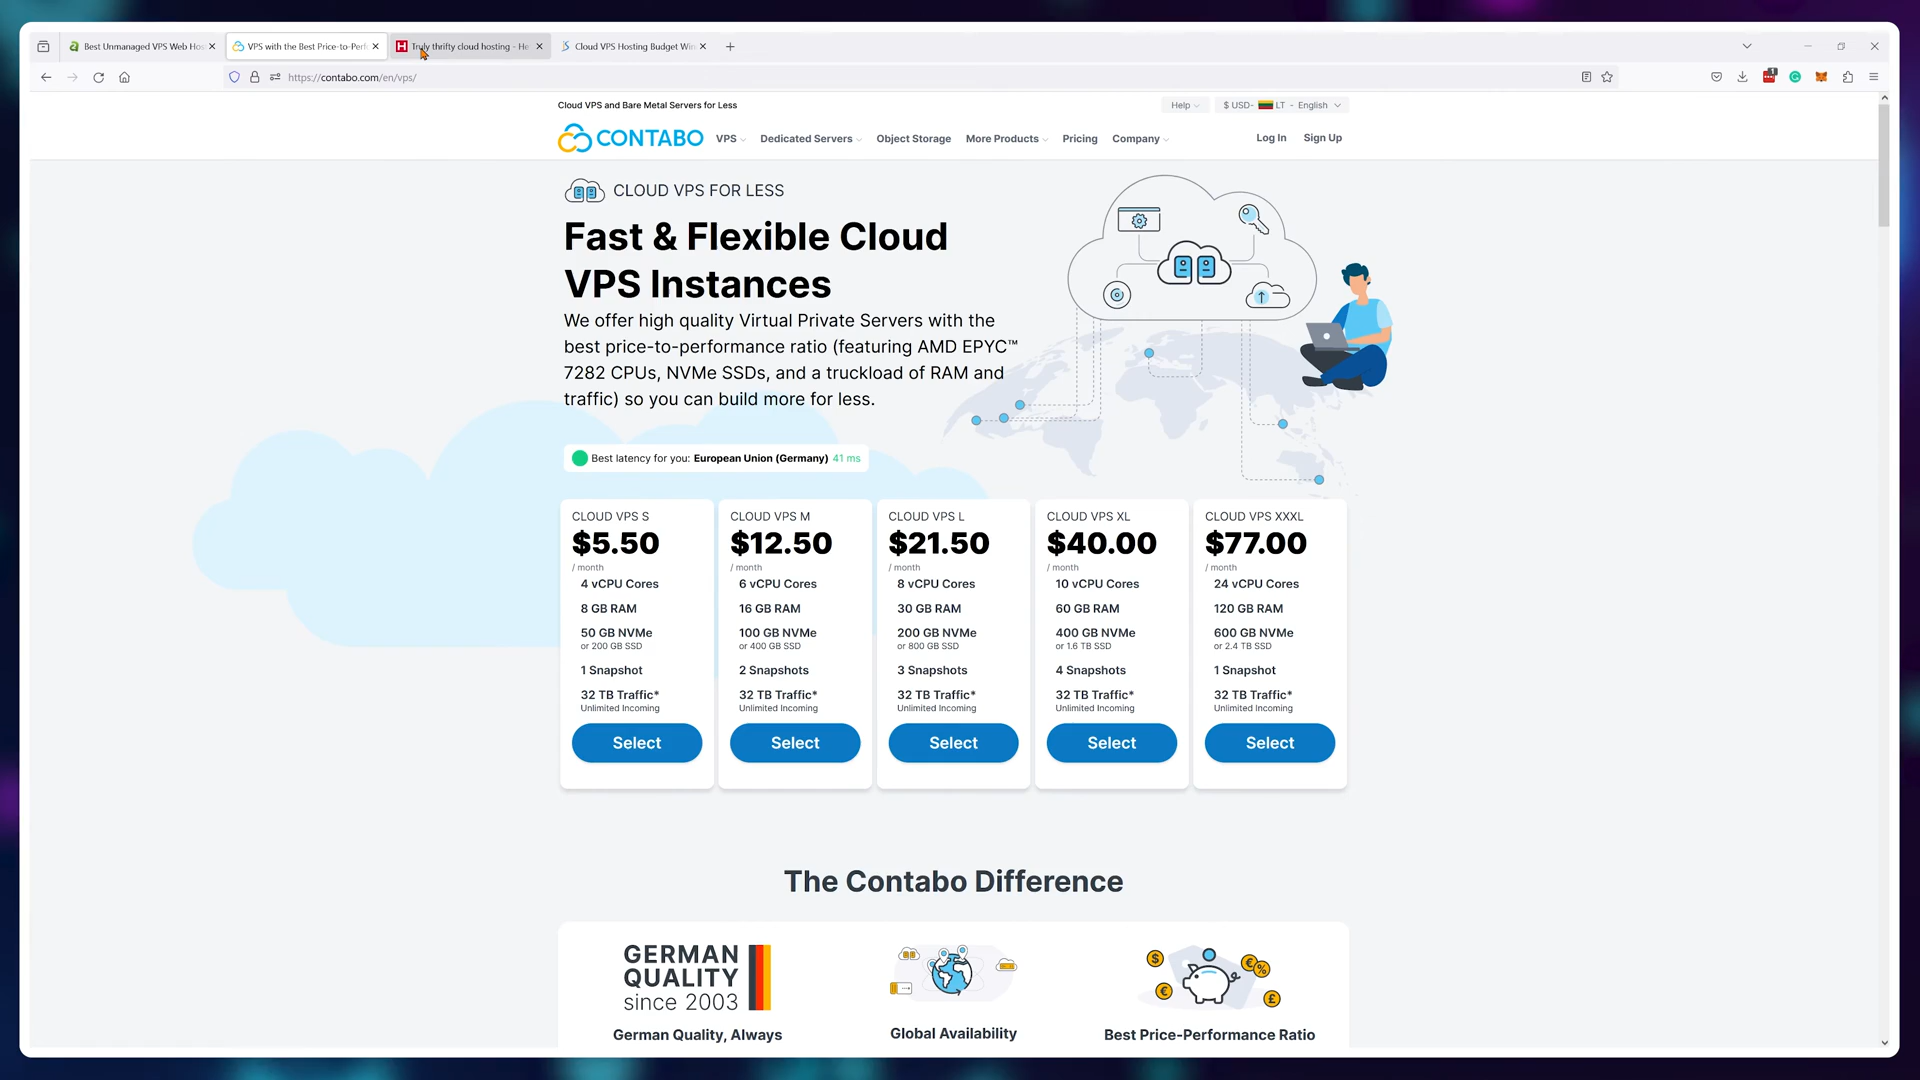 Best Unmanaged VPS Web Ho
VPS with the Best Price-to-Perf
Truly thrifty cloud hosting - He
Cloud VPS Hosting Budget Win
https://contabo.com/en/vps/
1
Cloud VPS and Bare Metal Servers for Less
Help
$ USD- LT - English
CONTABO
VPS
Dedicated Servers
Object Storage
More Products
Pricing
Company
Log In
Sign Up
CLOUD VPS FOR LESS
Fast & Flexible Cloud
VPS Instances
We offer high quality Virtual Private Servers with the
best price-to-performance ratio (featuring AMD EPYC™
7282 CPUs, NVMe SSDs, and a truckload of RAM and
traffic) so you can build more for less.
Best latency for you: European Union (Germany) 41 ms
CLOUD VPS S
$5.50
/ month
4 vCPU Cores
8 GB RAM
50 GB NVMe
or 200 GB SSD
1 Snapshot
32 TB Traffic*
Unlimited Incoming
Select
CLOUD VPS M
$12.50
/ month
6 vCPU Cores
16 GB RAM
100 GB NVMe
or 400 GB SSD
2 Snapshots
32 TB Traffic*
Unlimited Incoming
Select
CLOUD VPS L
$21.50
/ month
8 vCPU Cores
30 GB RAM
200 GB NVMe
or 800 GB SSD
3 Snapshots
32 TB Traffic*
Unlimited Incoming
Select
CLOUD VPS XL
$40.00
/ month
10 vCPU Cores
60 GB RAM
400 GB NVMe
or 1.6 TB SSD
4 Snapshots
32 TB Traffic*
Unlimited Incoming
Select
CLOUD VPS XXXL
$77.00
/ month
24 vCPU Cores
120 GB RAM
600 GB NVMe
or 2.4 TB SSD
1 Snapshot
32 TB Traffic*
Unlimited Incoming
Select
The Contabo Difference
GERMAN
QUALITY
since 2003
German Quality, Always
Global Availability
$ € % € £
Best Price-Performance Ratio